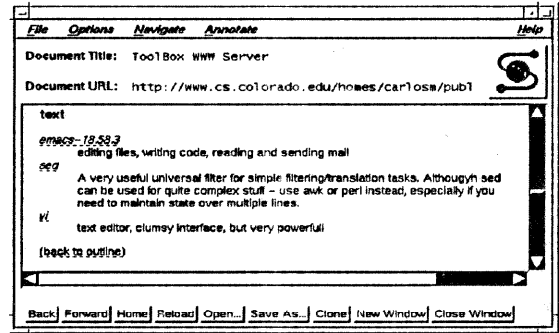 File Options Navigate Annotate Help
Document Title: ToolBox WWW Server
Document URL: http://www.cs.colorado.edu/homes/carlosm/publ
text
emacs-18.58.3
editing files, writing code, reading and sending mail
sed
A very useful universal filter for simple filtering/translation tasks. Althougyh sed
can be used for quite complex stuff - use awk or perl instead, especially if you
need to maintain state over multiple lines.
vi
text editor, clumsy interface, but very powerful!
(back to outline)
Back Forward Home Reload Open... Save As... Clone New Window Close Window